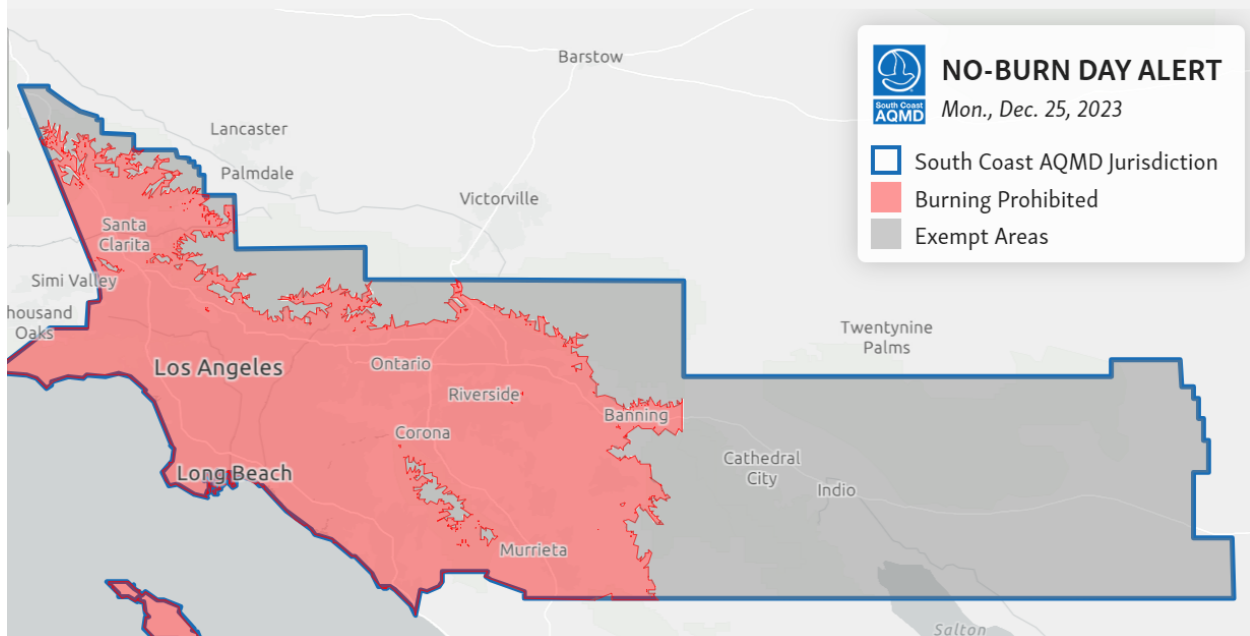 Barstow
Lancaster
Palmdale
Victorville
Santa
Clarita
Simi Valley
housand
Oaks
Los Angeles
Ontario
Riverside
Banning
Corona
Long Beach
Murrieta
Cathedral
City
Indio
Twentynine
Palms
Salton
South Coast
AQMD
NO-BURN DAY ALERT
Mon., Dec. 25, 2023
South Coast AQMD Jurisdiction
Burning Prohibited
Exempt Areas